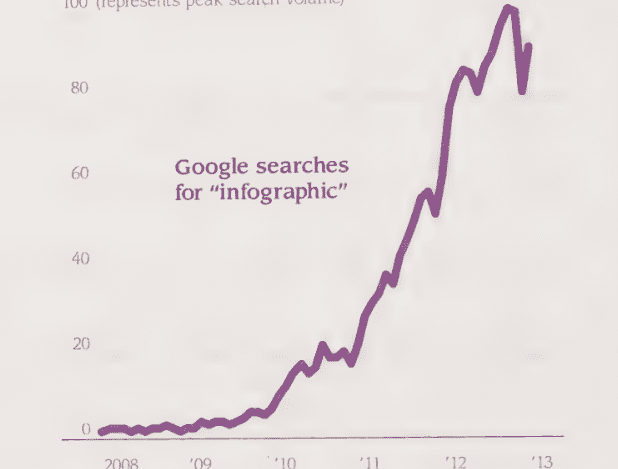 100 (represents peak search volume)
80
Google searches
60
for “infographic”
40
20
0
2008 ’09 ’10 ’11 ’12 ’13